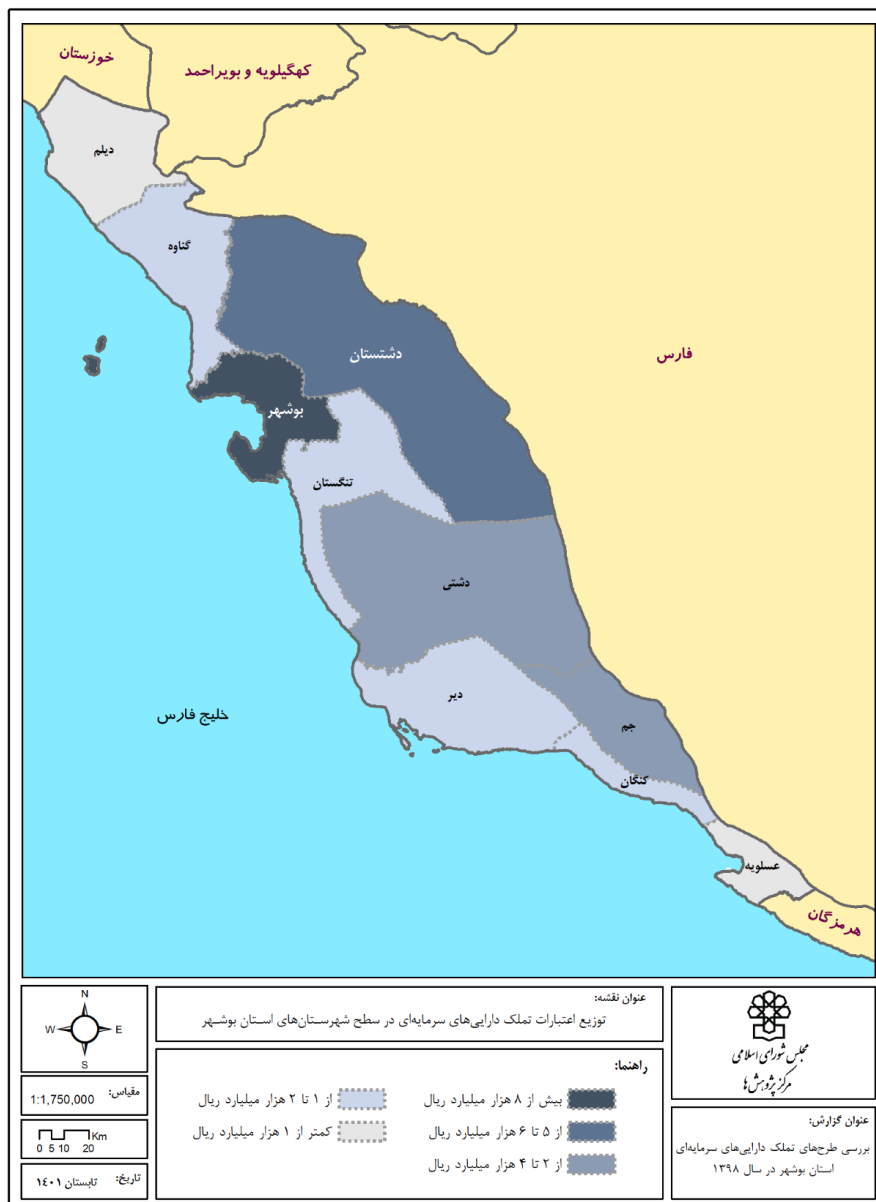 خوزستان
کهگیلویه و بویراحمد
دیلم
گناوه
دشتستان
فارس
بوشهر
تنگستان
دشتی
خلیج فارس
دیر
جم
کنگان
عسلویه
هرمزگان
N
W E
S
مقیاس:
1:1,750,000
Km
0 5 10 20
تاریخ: تابستان ۱۴۰۱
عنوان نقشه:
توزیع اعتبارات تملک دارایی‌های سرمایه‌ای در سطح شهرستان‌های استان بوشهر
راهنما:
بیش از ۸ هزار میلیارد ریال
از ۵ تا ۶ هزار میلیارد ریال
از ۲ تا ۴ هزار میلیارد ریال
از ۱ تا ۲ هزار میلیارد ریال
کمتر از ۱ هزار میلیارد ریال
مجلس شورای اسلامی
مرکز پژوهش‌ها
عنوان گزارش:
بررسی طرح‌های تملک دارایی‌های سرمایه‌ای
استان بوشهر در سال ۱۳۹۸